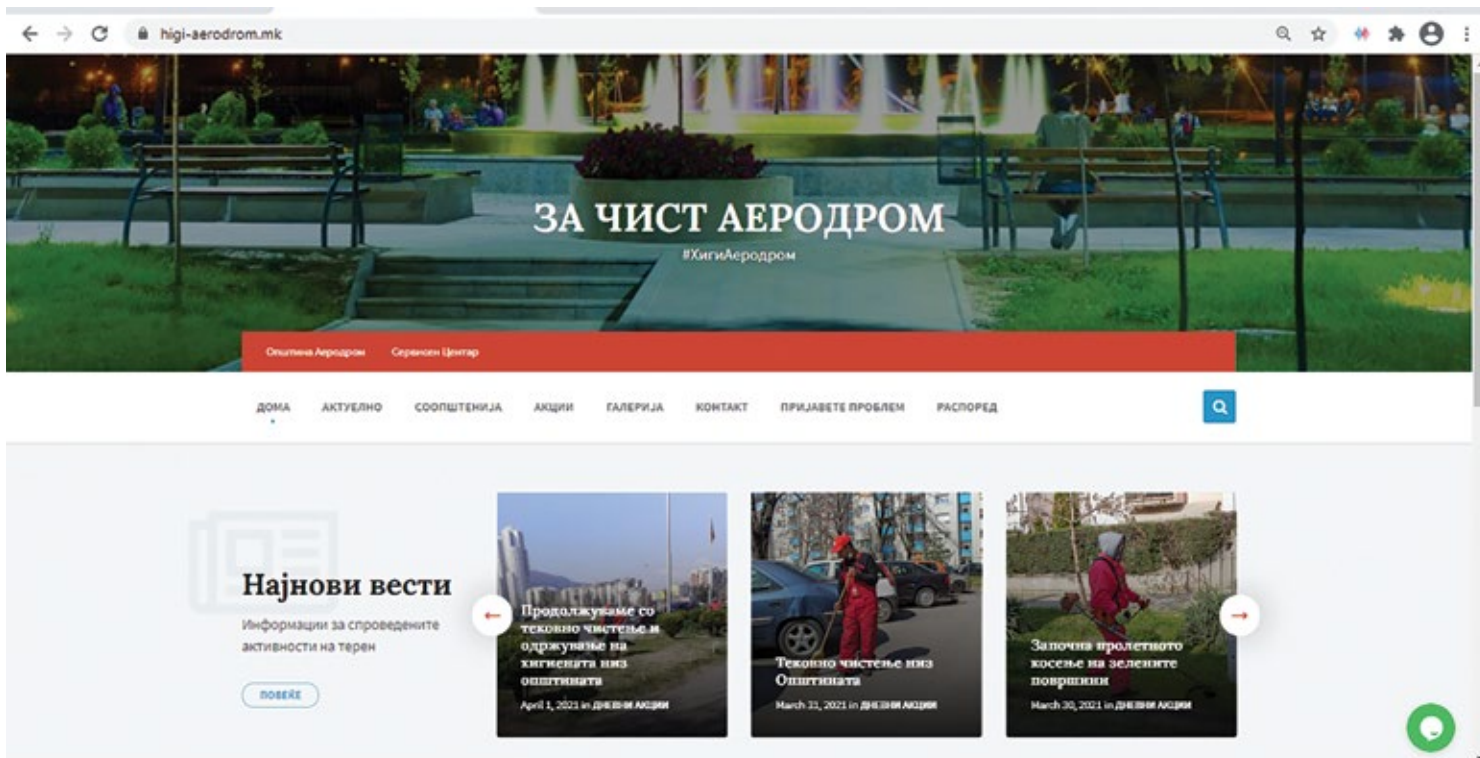 higi-aerodrom.mk
ЗА ЧИСТ АЕРОДРОМ
#ХигиАеродром
Општина Аеродром Сервисен Центар
ДОМА АКТУЕЛНО СООПШТЕНИЈА АКЦИИ ГАЛЕРИЈА КОНТАКТ ПРИЈАВЕТЕ ПРОБЛЕМ РАСПОРЕД
Најнови вести
Информации за спроведените
активности на терен
ПОВЕЌЕ
Продолжуваме со
тековно чистење и
одржување на
хигиената низ
општината
April 1, 2021 in ДНЕВНИ АКЦИИ
Тековно чистење низ
Општината
March 31, 2021 in ДНЕВНИ АКЦИИ
Започна пролетното
косење на зелените
површини
March 30, 2021 in ДНЕВНИ АКЦИИ